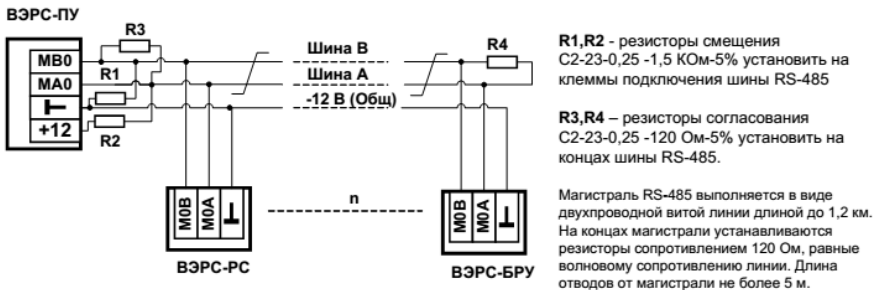 ВЭРС-ПУ
R3
МВ0
МА0
+12
R1
R2
Шина В
Шина А
-12 В (Общ)
R4
М0В
М0А
ВЭРС-РС
n
М0В
М0А
ВЭРС-БРУ
R1,R2 - резисторы смещения
С2-23-0,25 -1,5 КОм-5% установить на
клеммы подключения шины RS-485
R3,R4 – резисторы согласования
С2-23-0,25 -120 Ом-5% установить на
концах шины RS-485.
Магистраль RS-485 выполняется в виде
двухпроводной витой линии длиной до 1,2 км.
На концах магистрали устанавливаются
резисторы сопротивлением 120 Ом, равные
волновому сопротивлению линии. Длина
отводов от магистрали не более 5 м.